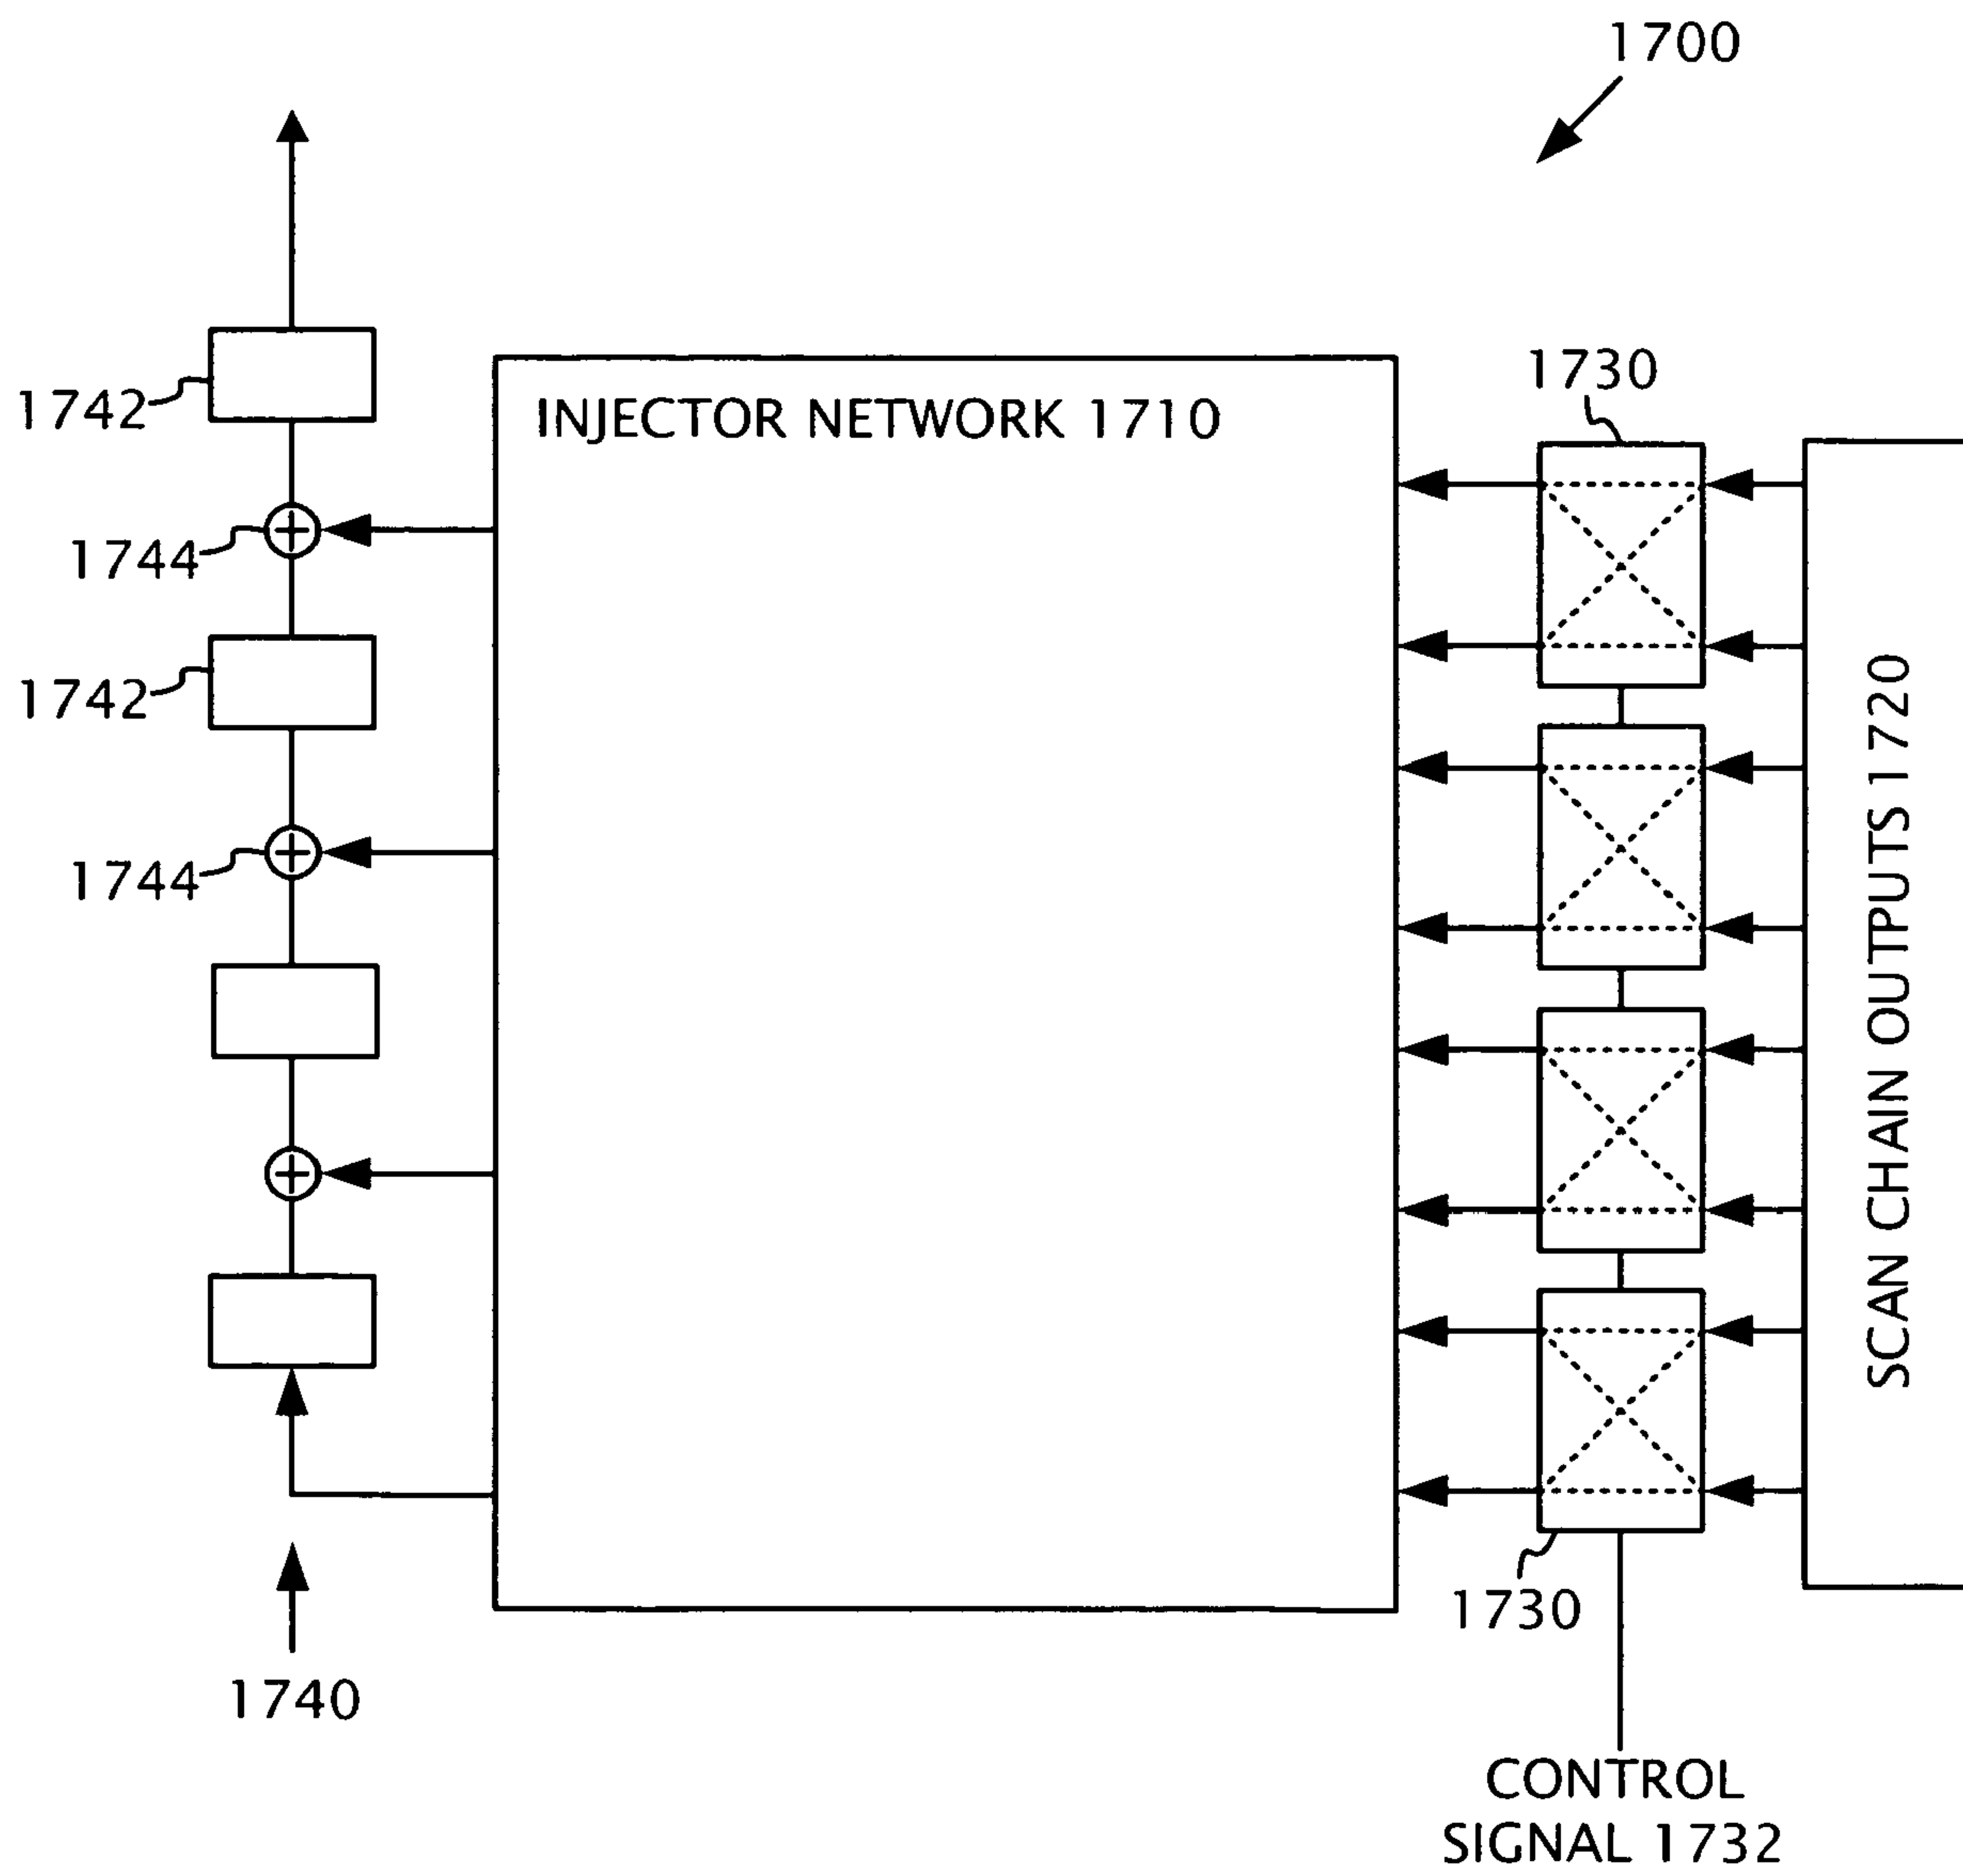 1700
1742
INJECTOR NETWORK 1710
1730
1744
1742
1744
SCAN CHAIN OUTPUTS 1720
1730
1740
CONTROL
SIGNAL 1732